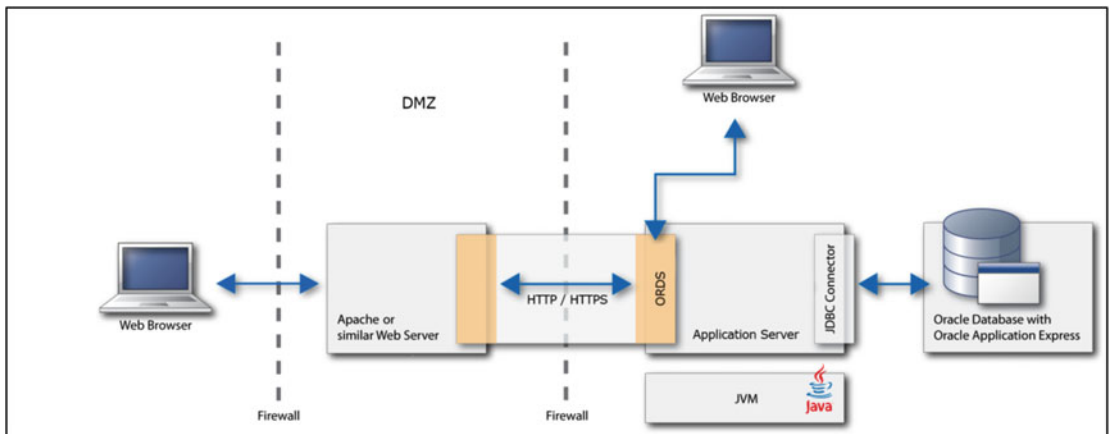 DMZ
Web Browser
Web Browser
Apache or
similar Web Server
HTTP / HTTPS
ORDS
Application Server
JDBC Connector
Oracle Database with
Oracle Application Express
JVM
Java
Firewall
Firewall